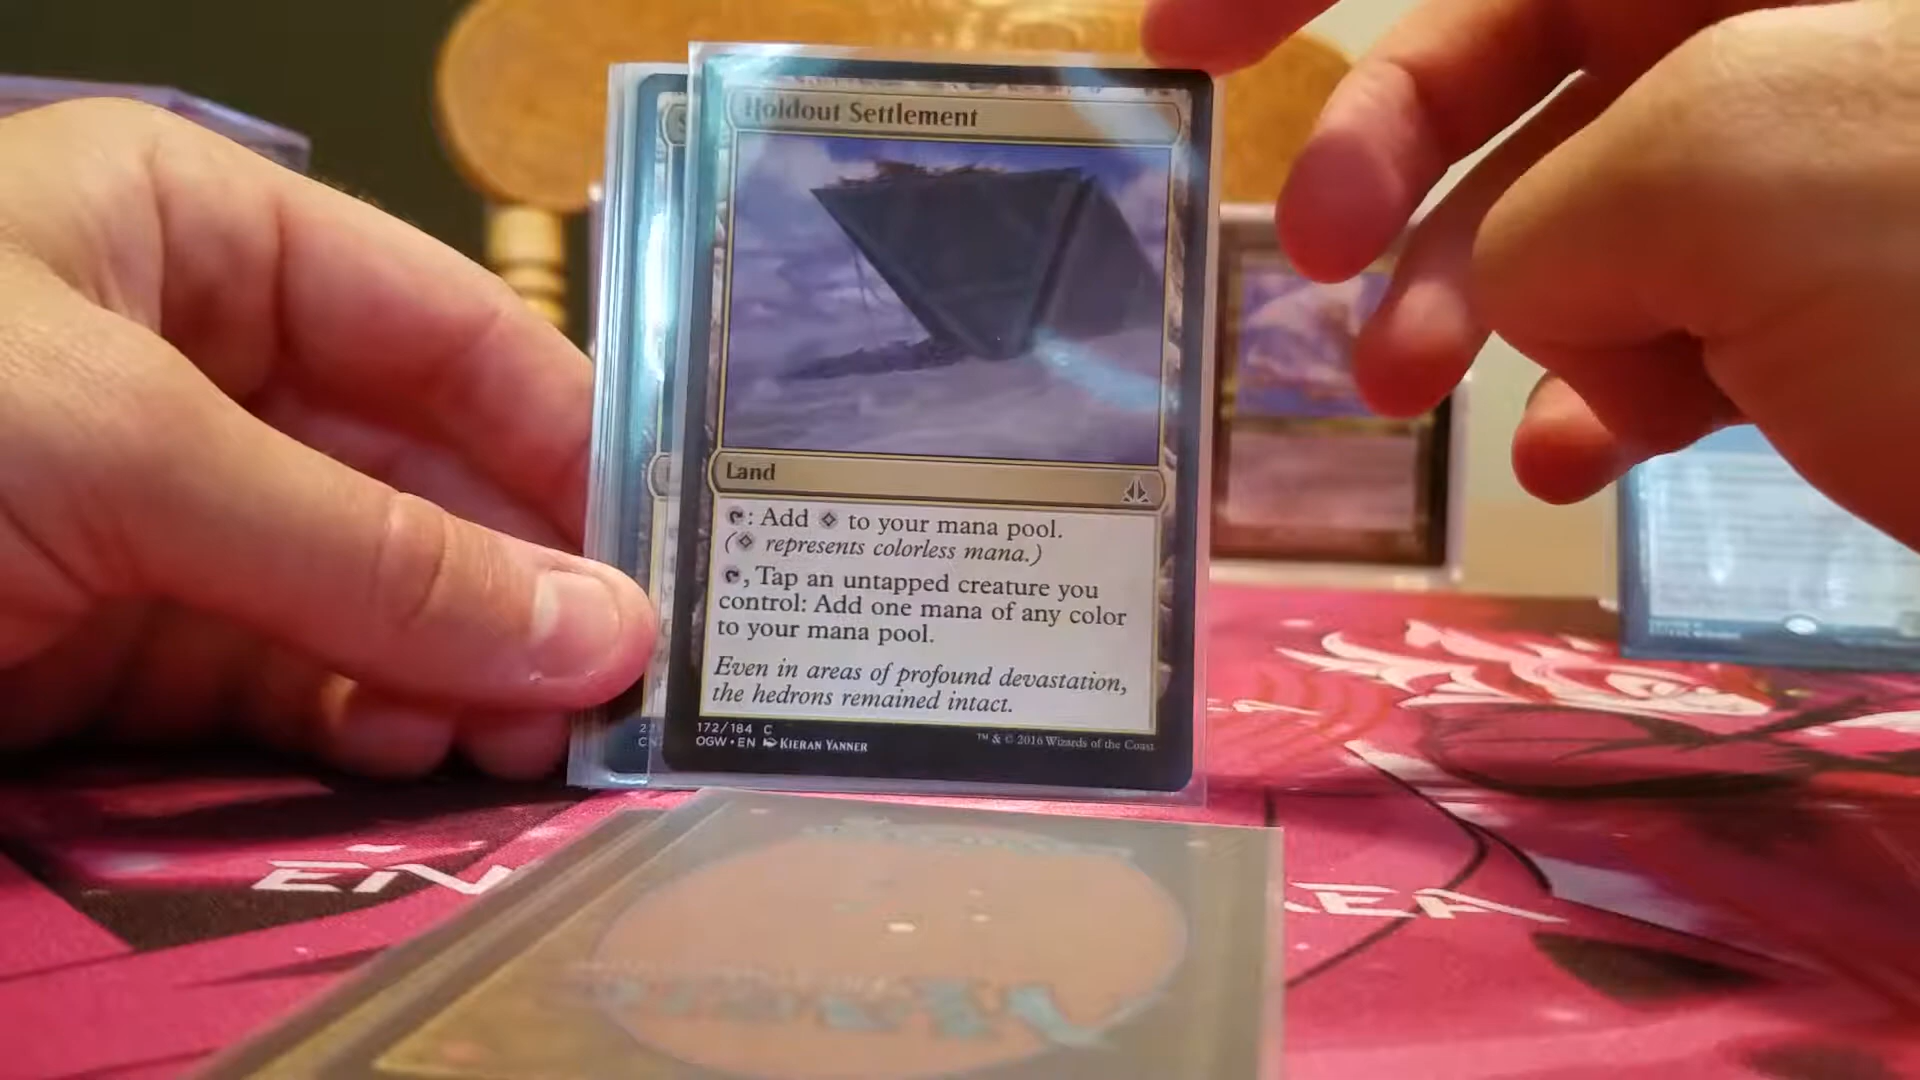 Holdout Settlement
Land
: Add to your mana pool.
( represents colorless mana.)
, Tap an untapped creature you
control: Add one mana of any color
to your mana pool.
Even in areas of profound devastation,
the hedrons remained intact.
172/184 C
OGW • EN KIERAN YANNER
™ & © 2016 Wizards of the Coast